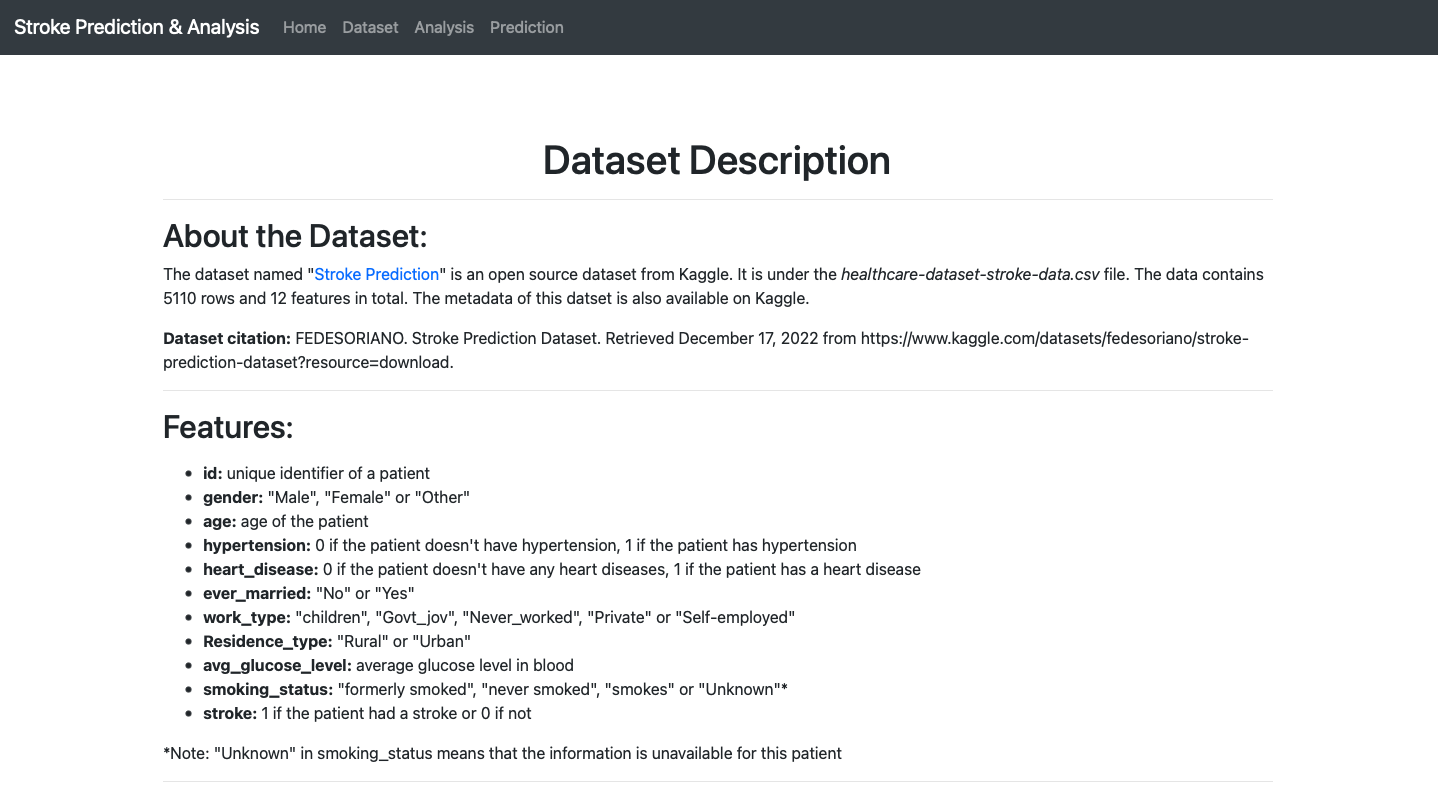 Stroke Prediction & Analysis Home Dataset Analysis Prediction
Dataset Description
About the Dataset:
The dataset named "Stroke Prediction" is an open source dataset from Kaggle. It is under the healthcare-dataset-stroke-data.csv file. The data contains
5110 rows and 12 features in total. The metadata of this datset is also available on Kaggle.
Dataset citation: FEDESORIANO. Stroke Prediction Dataset. Retrieved December 17, 2022 from https://www.kaggle.com/datasets/fedesoriano/stroke-
prediction-dataset?resource=download.
Features:
• id: unique identifier of a patient
• gender: "Male", "Female" or "Other"
• age: age of the patient
• hypertension: 0 if the patient doesn't have hypertension, 1 if the patient has hypertension
• heart_disease: 0 if the patient doesn't have any heart diseases, 1 if the patient has a heart disease
• ever_married: "No" or "Yes"
• work_type: "children", "Govt_jov", "Never_worked", "Private" or "Self-employed"
• Residence_type: "Rural" or "Urban"
• avg_glucose_level: average glucose level in blood
• smoking_status: "formerly smoked", "never smoked", "smokes" or "Unknown"*
• stroke: 1 if the patient had a stroke or 0 if not
*Note: "Unknown" in smoking_status means that the information is unavailable for this patient